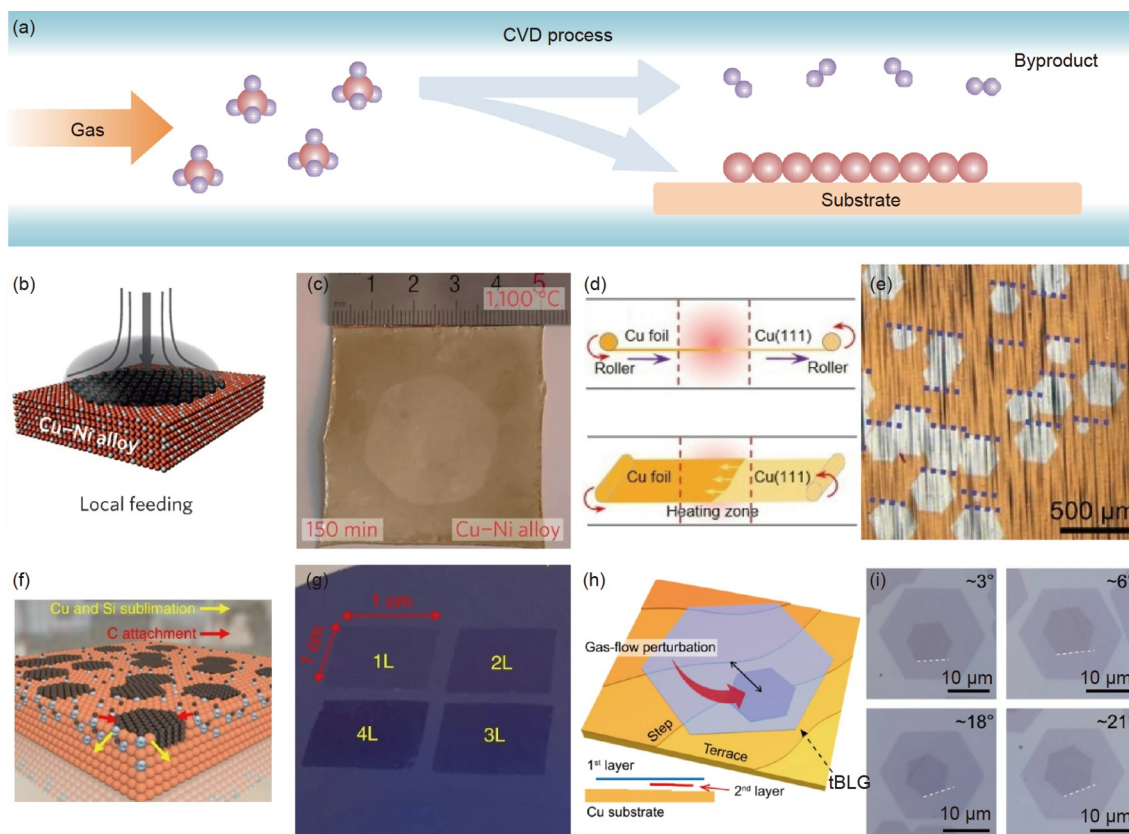 (a)
CVD process
Byproduct
Gas
Substrate
(b)
Cu–Ni alloy
Local feeding
(c)
1 2 3 4 5
1,100 °C
150 min
Cu–Ni alloy
(d)
Cu foil
Cu(111)
Roller
Roller
Cu foil
Cu(111)
Heating zone
(e)
500 μm
(f)
Cu and Si sublimation
C attachment
(g)
1 cm
1 cm
1L
2L
4L
3L
(h)
Gas-flow perturbation
Step
Terrace
tBLG
1st layer
2nd layer
Cu substrate
(i)
~3°
10 μm
~6°
10 μm
~18°
10 μm
~21°
10 μm